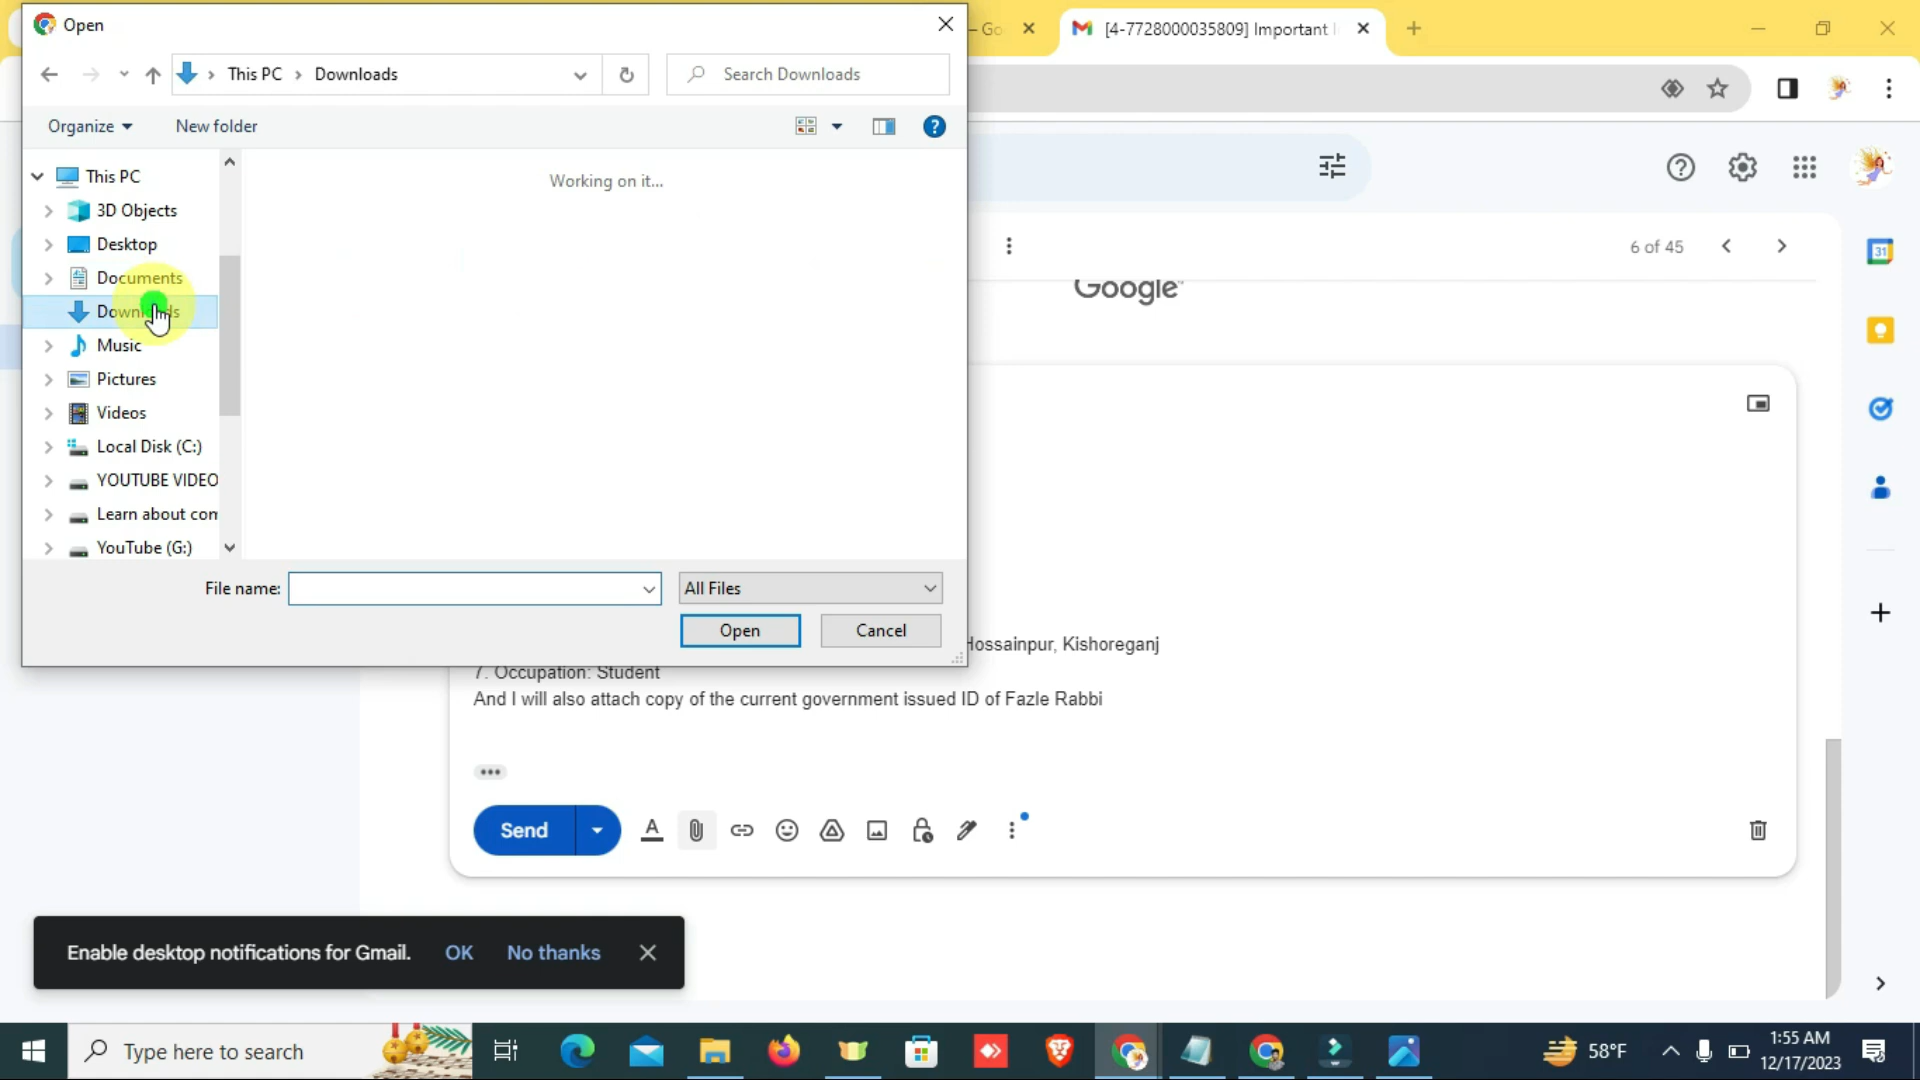 Open
Go
[4-7728000035809] Important I
This PC
Downloads
Search Downloads
Organize
New folder
Working on it...
This PC
3D Objects
Desktop
Documents
Downloads
Music
Pictures
Videos
Local Disk (C:)
YOUTUBE VIDEO
Learn about con
YouTube (G:)
File name:
All Files
Open
Cancel
6 of 45
31
Google
Hossainpur, Kishoreganj
7. Occupation: Student
And I will also attach copy of the current government issued ID of Fazle Rabbi
Send
Enable desktop notifications for Gmail.
OK
No thanks
Type here to search
58°F
1:55 AM
12/17/2023